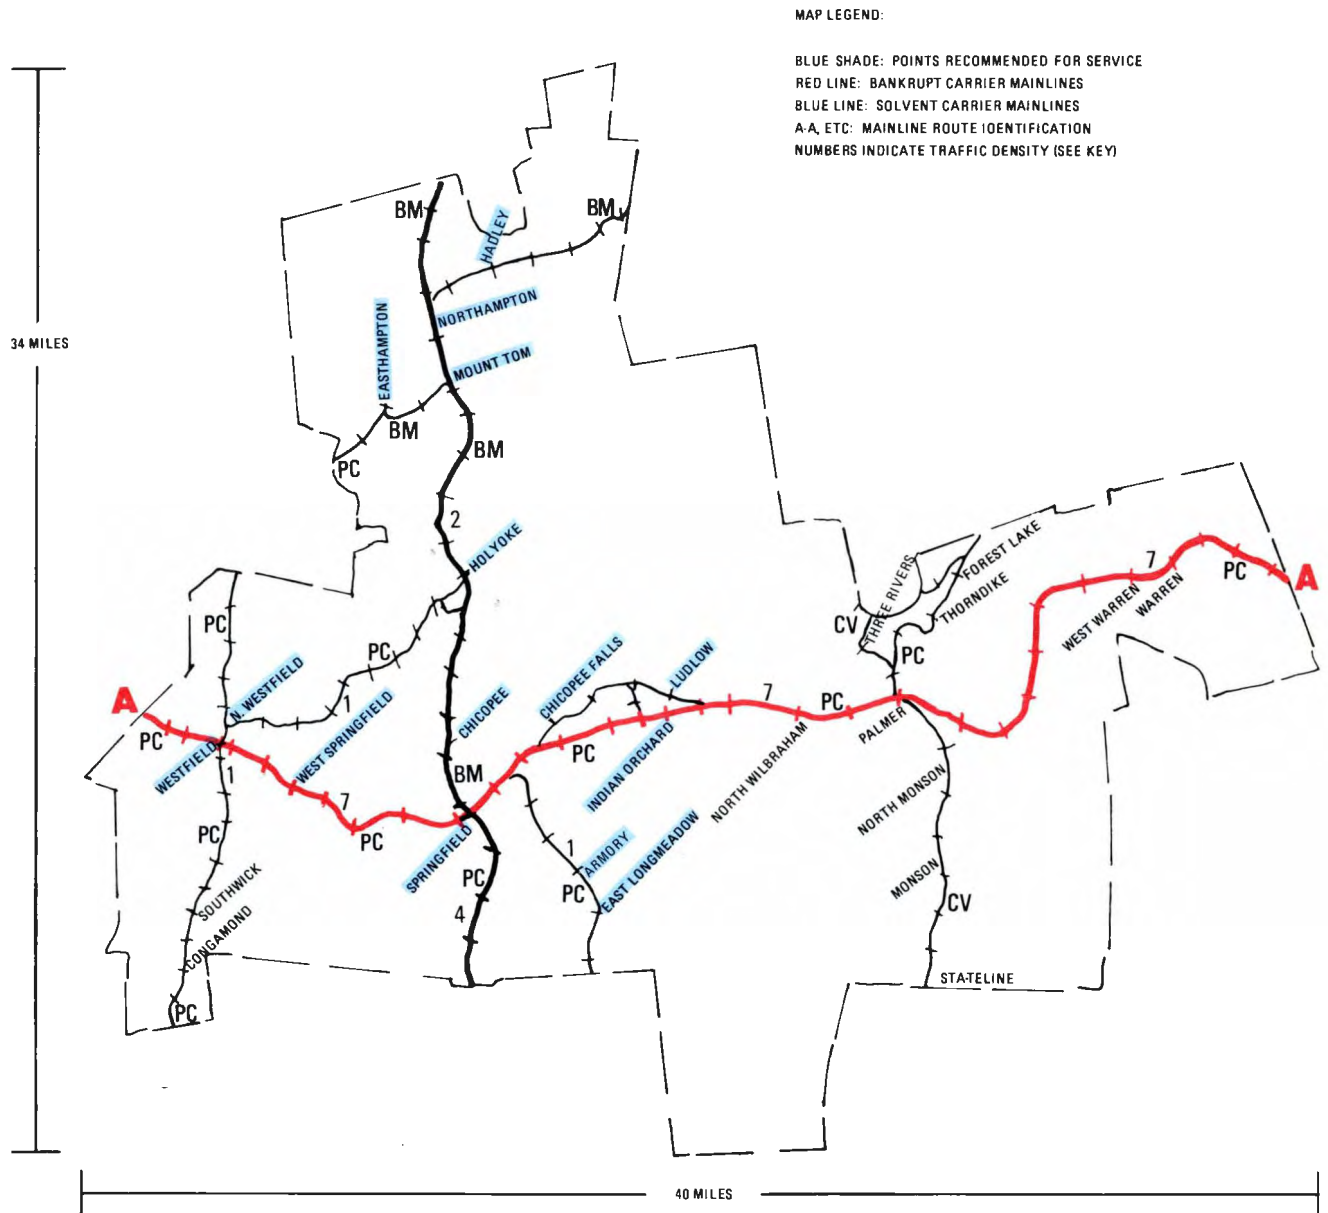 MAP LEGEND:
BLUE SHADE: POINTS RECOMMENDED FOR SERVICE
RED LINE: BANKRUPT CARRIER MAINLINES
BLUE LINE: SOLVENT CARRIER MAINLINES
A-A, ETC: MAINLINE ROUTE IDENTIFICATION
NUMBERS INDICATE TRAFFIC DENSITY (SEE KEY)
BM
BM
HADLEY
NORTHAMPTON
34 MILES
EASTHAMPTON
MOUNT TOM
BM
BM
PC
2
HOLYOKE
FOREST LAKE
THREE RIVERS
THORNDIKE
7
PC
A
WEST WARREN
WARREN
PC
CV
PC
PC
N. WESTFIELD
1
WEST SPRINGFIELD
CHICOPEE
CHICOPEE FALLS
LUDLOW
7
PC
A
PC
WESTFIELD
1
PALMER
PC
INDIAN ORCHARD
NORTH WILBRAHAM
BM
7
PC
PC
NORTH MONSON
SPRINGFIELD
1
ARMORY
PC
EAST LONGMEADOW
PC
4
MONSON
CV
SOUTHWICK
CONGAMOND
STATELINE
PC
40 MILES